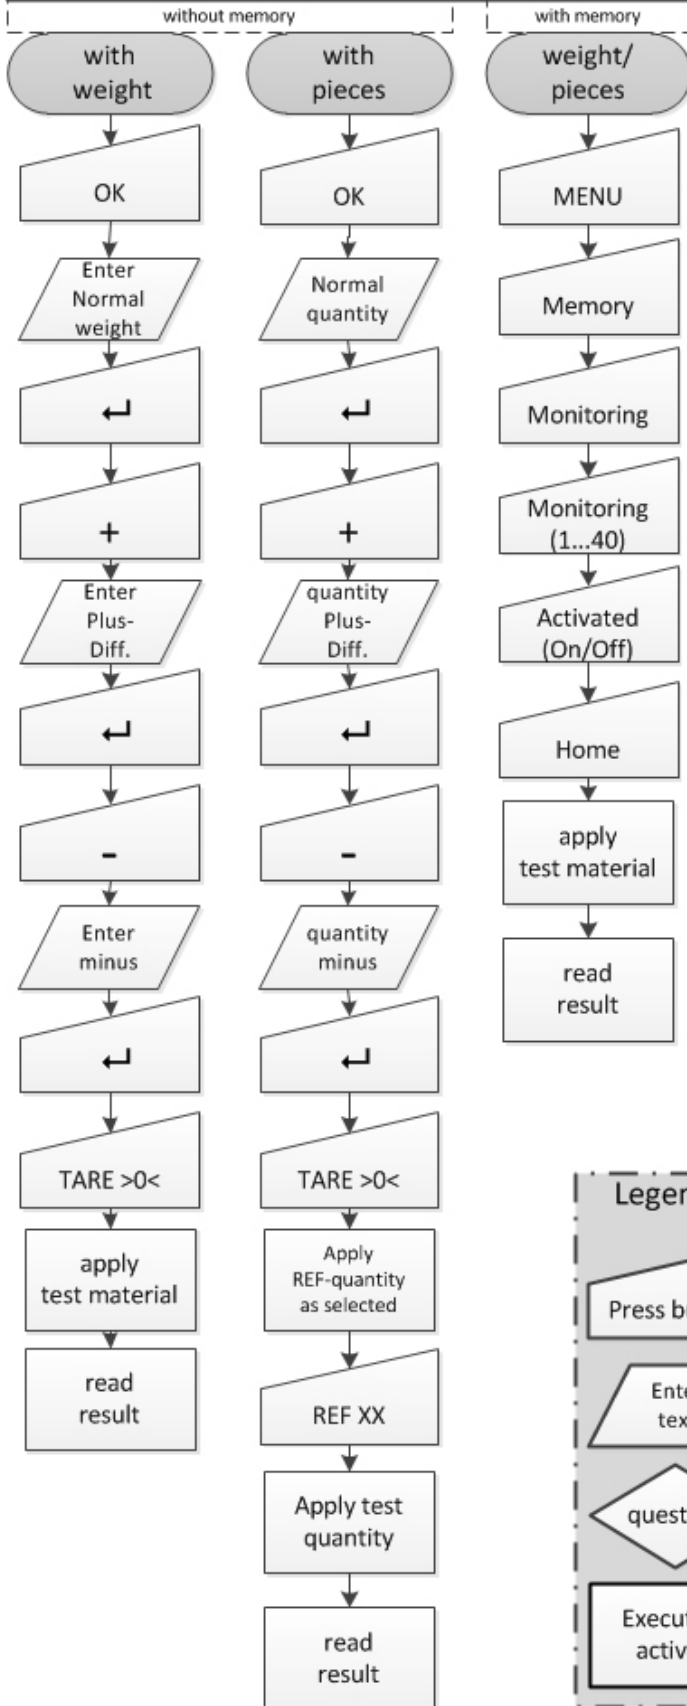 without memory
with
weight
OK
Enter
Normal
weight
↵
+
Enter
Plus-
Diff.
↵
-
Enter
minus
↵
TARE >0<
apply
test material
read
result
with
pieces
OK
Normal
quantity
↵
+
quantity
Plus-
Diff.
↵
-
quantity
minus
↵
TARE >0<
Apply
REF-quantity
as selected
REF XX
Apply test
quantity
read
result
with memory
weight/
pieces
MENU
Memory
Monitoring
Monitoring
(1...40)
Activated
(On/Off)
Home
apply
test material
read
result
Press